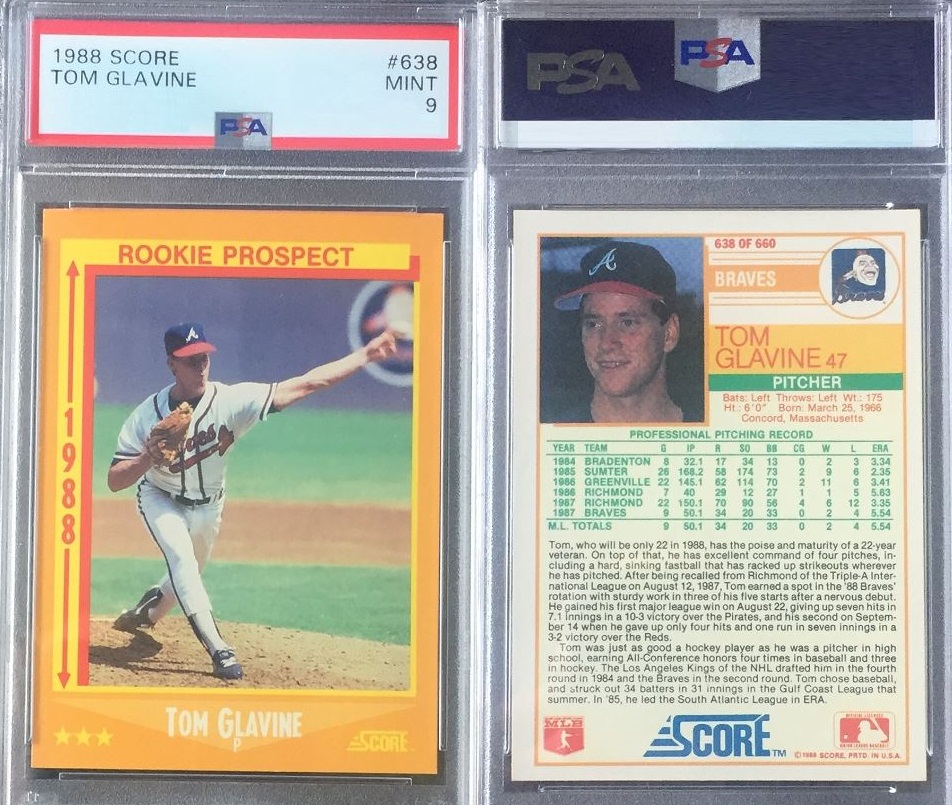 1988 SCORE #638
TOM GLAVINE MINT
9
PSA
PSA
PSA
ROOKIE PROSPECT
1988
Braves
TOM GLAVINE
P
SCORE
638 OF 660
BRAVES
Braves
TOM
GLAVINE 47
PITCHER
Bats: Left Throws: Left Wt.: 175
Ht.: 6'0" Born: March 25, 1966
Concord, Massachusetts
PROFESSIONAL PITCHING RECORD
YEAR TEAM G IP R SO BB CG W L ERA
1984 BRADENTON 8 32.1 17 34 13 0 2 3 3.34
1985 SUMTER 26 168.2 58 174 73 2 9 6 2.35
1986 GREENVILLE 22 145.1 62 114 70 2 11 6 3.41
1986 RICHMOND 7 40 29 12 27 1 1 5 5.63
1987 RICHMOND 22 150.1 70 90 56 4 6 12 3.35
1987 BRAVES 9 50.1 34 20 33 0 2 4 5.54
M.L. TOTALS 9 50.1 34 20 33 0 2 4 5.54
Tom, who will be only 22 in 1988, has the poise and maturity of a 22-year
veteran. On top of that, he has excellent command of four pitches, in-
cluding a hard, sinking fastball that has racked up strikeouts wherever
he has pitched. After being recalled from Richmond of the Triple-A Inter-
national League on August 12, 1987, Tom earned a spot in the '88 Braves'
rotation with sturdy work in three of his five starts after a nervous debut.
He gained his first major league win on August 22, giving up seven hits in
7.1 innings in a 10-3 victory over the Pirates, and his second on Septem-
ber 14 when he gave up only four hits and one run in seven innings in a
3-2 victory over the Reds.
Tom was just as good a hockey player as he was a pitcher in high
school, earning All-Conference honors four times in baseball and three
in hockey. The Los Angeles Kings of the NHL drafted him in the fourth
round in 1984 and the Braves in the second round. Tom chose baseball,
and struck out 34 batters in 31 innings in the Gulf Coast League that
summer. In '85, he led the South Atlantic League in ERA.
MLB
SCORE™
©1988 SCORE, PRTD. IN U.S.A.